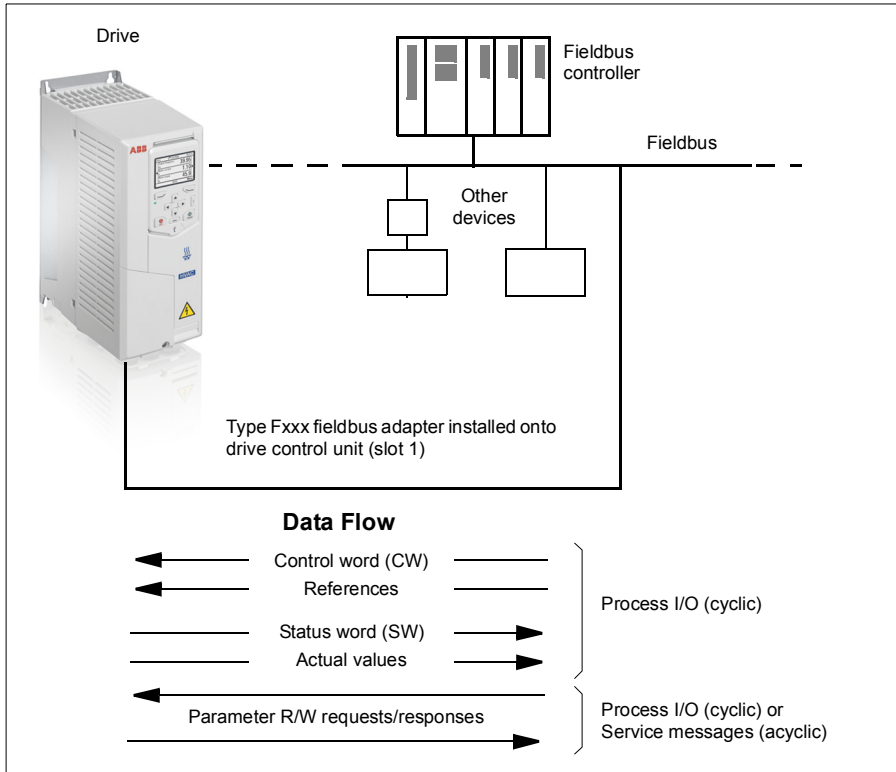 Drive
Fieldbus
controller
Fieldbus
Other
devices
ABB
HVAC
Type Fxxx fieldbus adapter installed onto
drive control unit (slot 1)
Data Flow
Control word (CW)
References
Process I/O (cyclic)
Status word (SW)
Actual values
Parameter R/W requests/responses
Process I/O (cyclic) or
Service messages (acyclic)